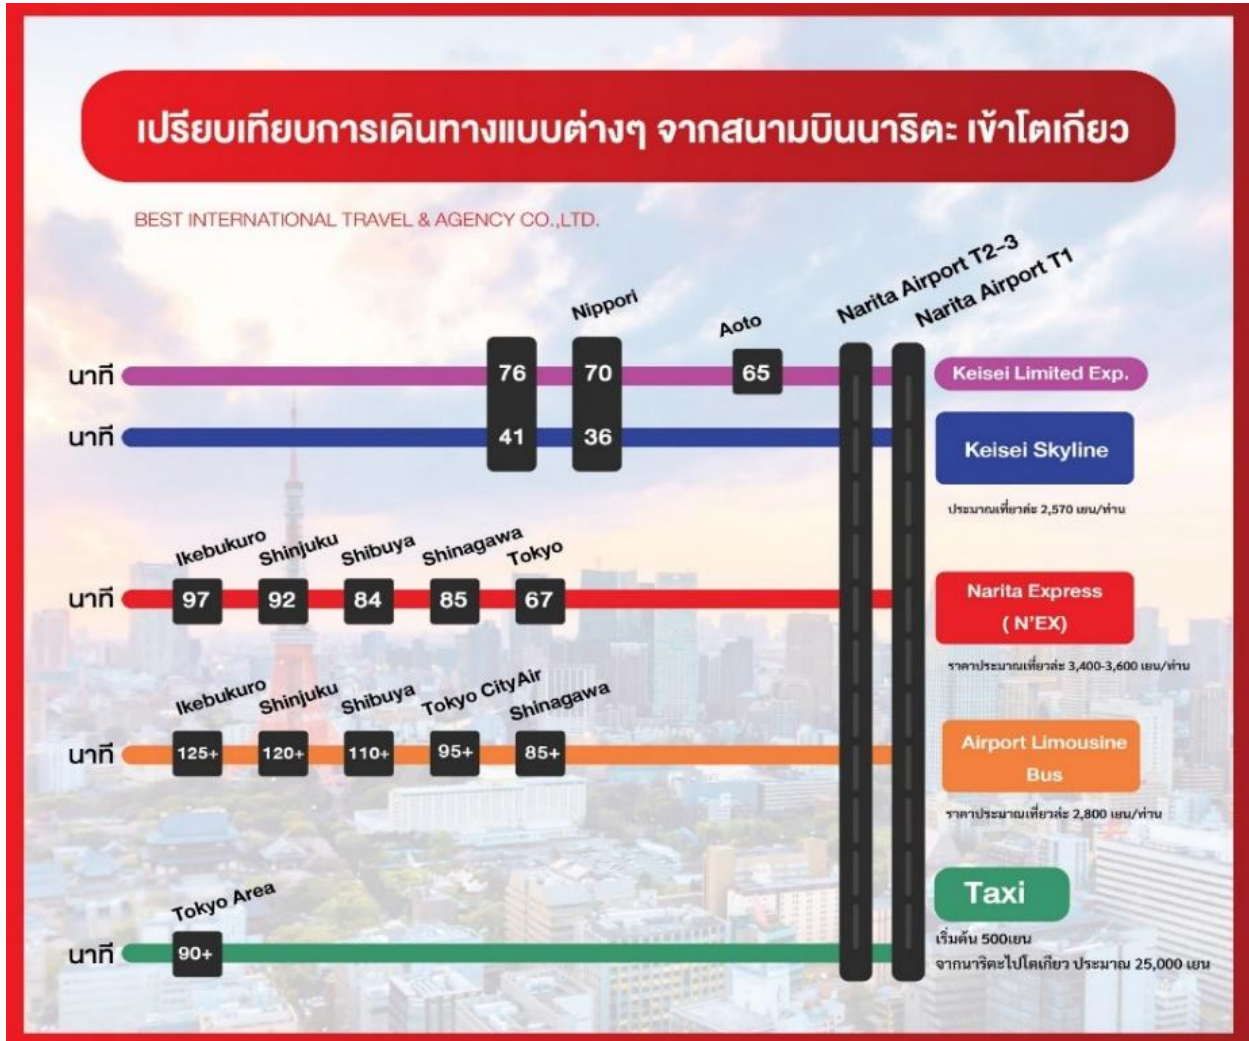 เปรียบเทียบการเดินทางแบบต่างๆ จากสนามบินนาริตะ เข้าโตเกียว
BEST INTERNATIONAL TRAVEL & AGENCY CO.,LTD.
Nippori
Aoto
Narita Airport T2-3
Narita Airport T1
นาที 76 70 65 Keisei Limited Exp.
นาที 41 36 Keisei Skyline
ประมาณเที่ยวล่ะ 2,570 เยน/ท่าน
Ikebukuro Shinjuku Shibuya Shinagawa Tokyo
นาที 97 92 84 85 67
Narita Express
( N'EX)
ราคาประมาณเที่ยวล่ะ 3,400-3,600 เยน/ท่าน
Ikebukuro Shinjuku Shibuya Tokyo CityAir Shinagawa
นาที 125+ 120+ 110+ 95+ 85+
Airport Limousine
Bus
ราคาประมาณเที่ยวล่ะ 2,800 เยน/ท่าน
Tokyo Area
นาที 90+
Taxi
เริ่มต้น 500เยน
จากนาริตะไปโตเกียว ประมาณ 25,000 เยน